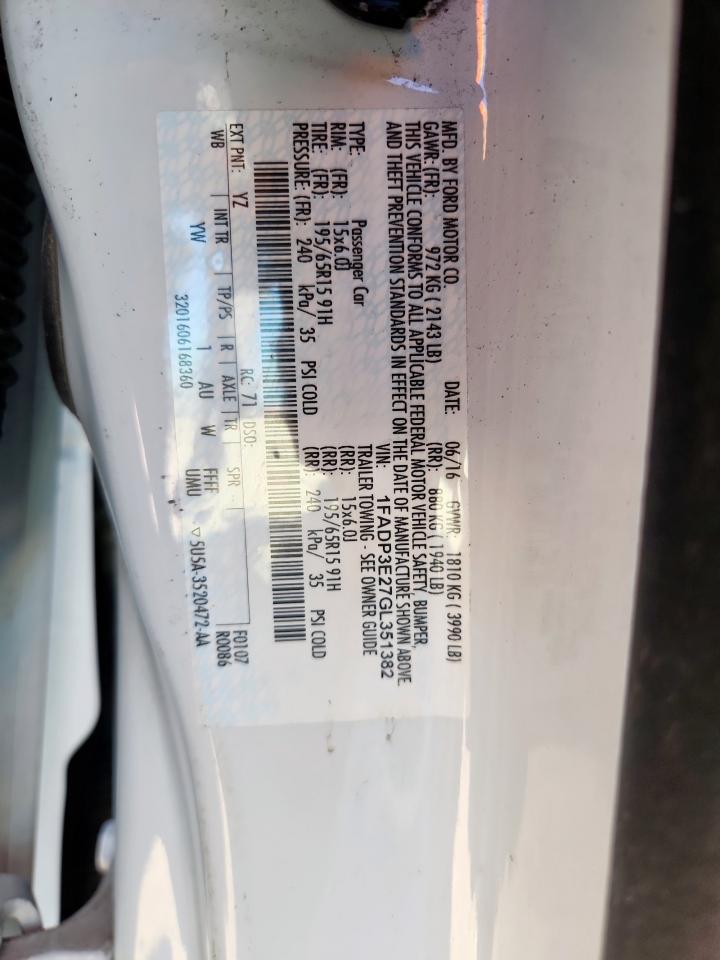 MFD. BY FORD MOTOR CO. DATE: 06/16 GVWR: 1810 KG ( 3990 LB)
GAWR: (FR): 972 KG ( 2143 LB) (RR): 880 KG ( 1940 LB)
THIS VEHICLE CONFORMS TO ALL APPLICABLE FEDERAL MOTOR VEHICLE SAFETY, BUMPER,
AND THEFT PREVENTION STANDARDS IN EFFECT ON THE DATE OF MANUFACTURE SHOWN ABOVE.
VIN: 1FADP3E27GL351382
TYPE: Passenger Car TRAILER TOWING - SEE OWNER GUIDE
RIM: (FR): 15x6.0J (RR): 15x6.0J
TIRE: (FR): 195/65R15 91H (RR): 195/65R15 91H
PRESSURE: (FR): 240 kPa/ 35 PSI COLD (RR): 240 kPa/ 35 PSI COLD
EXT PNT: YZ RC: 71 DSO: F0107
WB | INT TR | TP/PS | R | AXLE | TR SPR R0086
YW 1 AU W FFFF
3201606168360 UMU ▽ 5U5A-3520472-AA